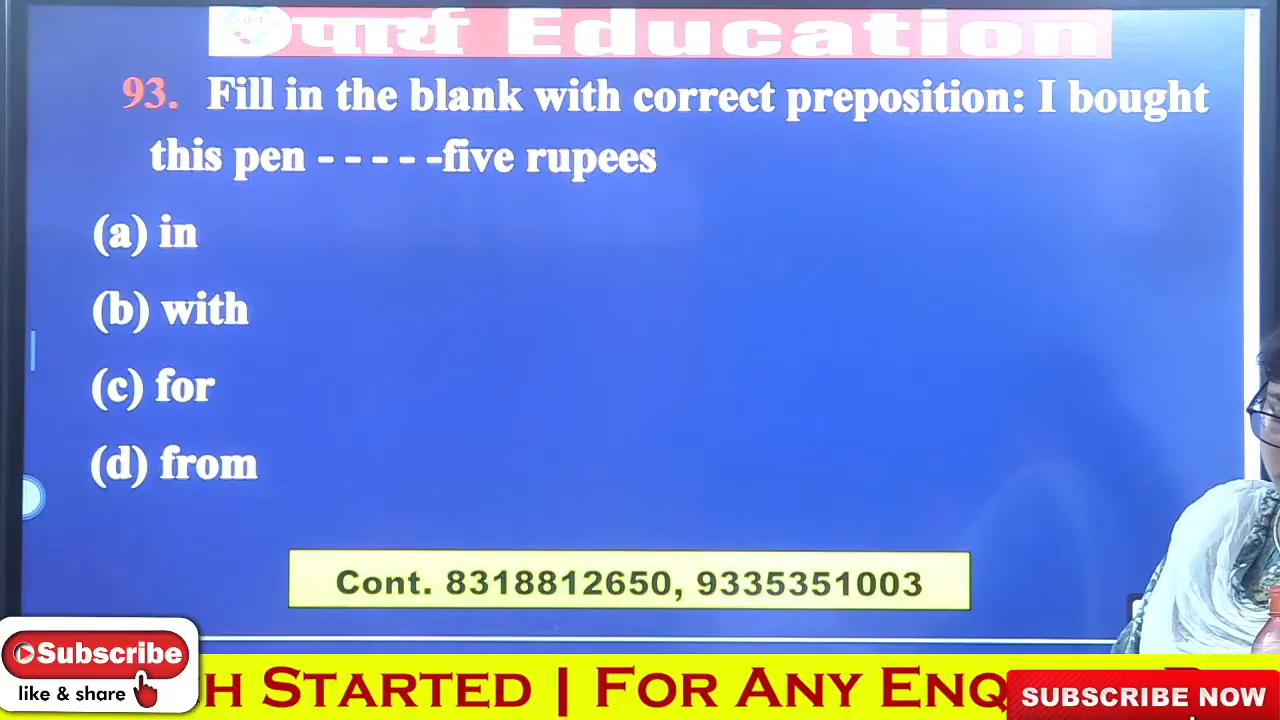 पार्थ Education
93. Fill in the blank with correct preposition: I bought
this pen - - - - -five rupees
(a) in
(b) with
(c) for
(d) from
Cont. 8318812650, 9335351003
Subscribe
like & share
H STARTED | FOR ANY ENQ
SUBSCRIBE NOW